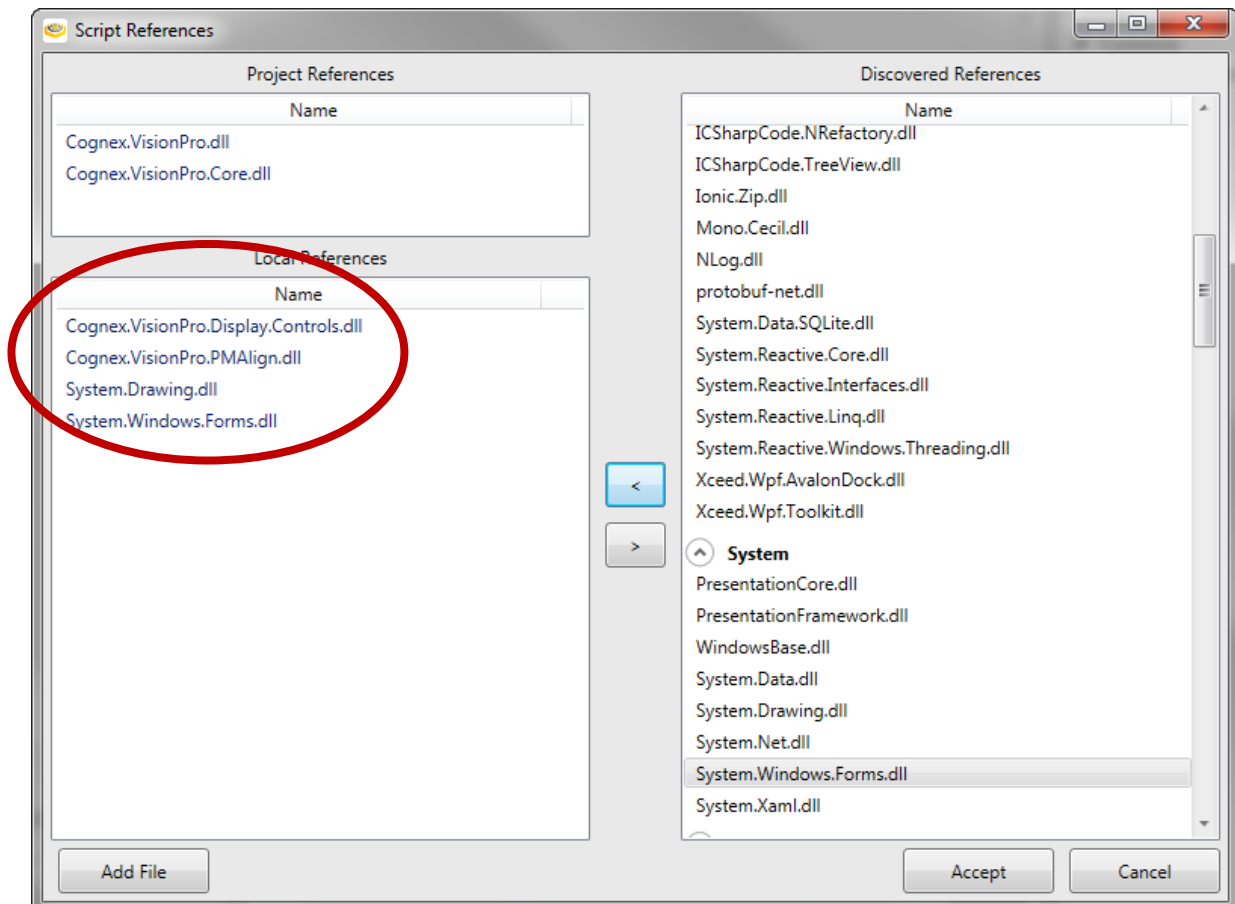 Script References
Project References
Name
Cognex.VisionPro.dll
Cognex.VisionPro.Core.dll
Local References
Name
Cognex.VisionPro.Display.Controls.dll
Cognex.VisionPro.PMAlign.dll
System.Drawing.dll
System.Windows.Forms.dll
<
>
Discovered References
Name
ICSharpCode.NRefactory.dll
ICSharpCode.TreeView.dll
Ionic.Zip.dll
Mono.Cecil.dll
NLog.dll
protobuf-net.dll
System.Data.SQLite.dll
System.Reactive.Core.dll
System.Reactive.Interfaces.dll
System.Reactive.Linq.dll
System.Reactive.Windows.Threading.dll
Xceed.Wpf.AvalonDock.dll
Xceed.Wpf.Toolkit.dll
System
PresentationCore.dll
PresentationFramework.dll
WindowsBase.dll
System.Data.dll
System.Drawing.dll
System.Net.dll
System.Windows.Forms.dll
System.Xaml.dll
Add File
Accept
Cancel